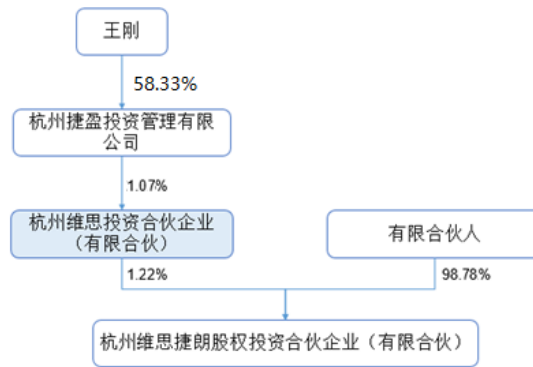 王刚
58.33%
杭州捷盈投资管理有限
公司
1.07%
杭州维思投资合伙企业
（有限合伙）
有限合伙人
1.22%
98.78%
杭州维思捷朗股权投资合伙企业（有限合伙）